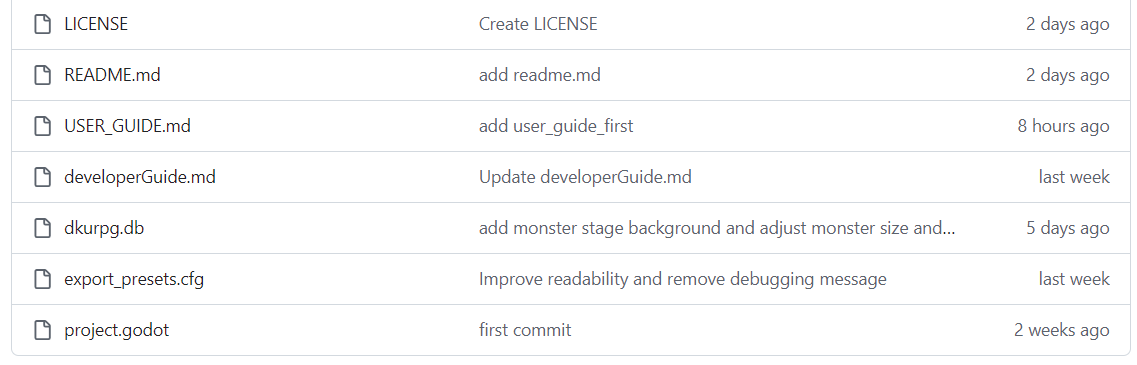 LICENSE Create LICENSE 2 days ago
README.md add readme.md 2 days ago
USER_GUIDE.md add user_guide_first 8 hours ago
developerGuide.md Update developerGuide.md last week
dkurpg.db add monster stage background and adjust monster size and... 5 days ago
export_presets.cfg Improve readability and remove debugging message last week
project.godot first commit 2 weeks ago